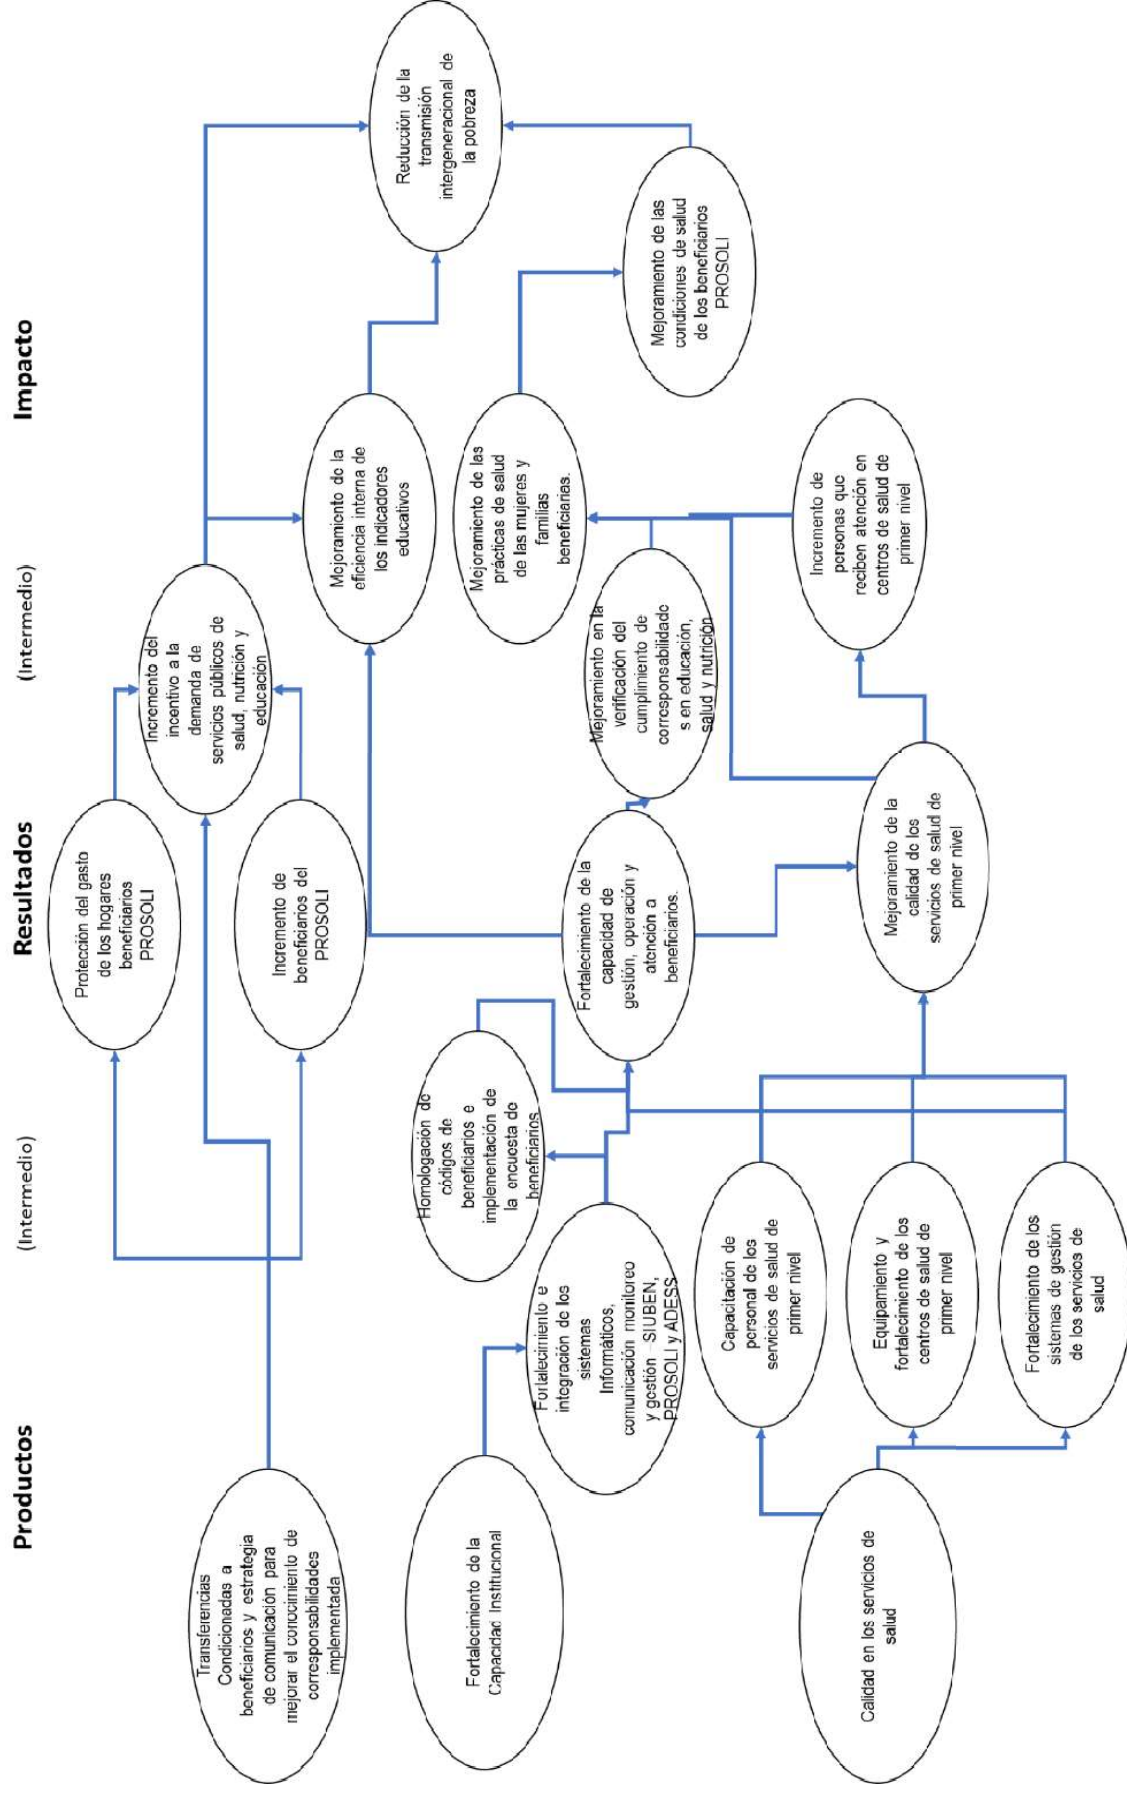 Productos
(Intermedio)
Resultados
(Intermedio)
Impacto
Transferencias
Condicionadas a
beneficiarios y estrategia
de comunicación para
mejorar el conocimiento de
corresponsabilidades
implementada
Fortalecimiento de la
Capacidad Institucional
Calidad en los servicios de
salud
Fortalecimiento e
integración de los
sistemas
Informáticos,
comunicación monitoreo
y gestión –SIUBEN,
PROSOLI y ADESS
Capacitación de
personal de los
servicios de salud de
primer nivel
Equipamiento y
fortalecimiento de los
centros de salud de
primer nivel
Fortalecimiento de los
sistemas de gestión
de los servicios de
salud
Homologación de
códigos de
beneficiarios e
implementación de
la encuesta de
beneficiarios
Protección del gasto
de los hogares
beneficiarios
PROSOLI
Incremento de
beneficiarios del
PROSOLI
Fortalecimiento de la
capacidad de
gestión, operación y
atención a
beneficiarios.
Mejoramiento de la
calidad de los
servicios de salud de
primer nivel
Incremento del
incentivo a la
demanda de
servicios públicos de
salud, nutrición y
educación
Mejoramiento en la
verificación del
cumplimiento de
corresponsabilidade
s en educación,
salud y nutrición
Mejoramiento de la
eficiencia interna de
los indicadores
educativos
Mejoramiento de las
prácticas de salud
de las mujeres y
familias
beneficiarias.
Incremento de
personas que
reciben atención en
centros de salud de
primer nivel
Reducción de la
transmisión
intergeneracional de
la pobreza
Mejoramiento de las
condiciones de salud
de los beneficiarios
PROSOLI